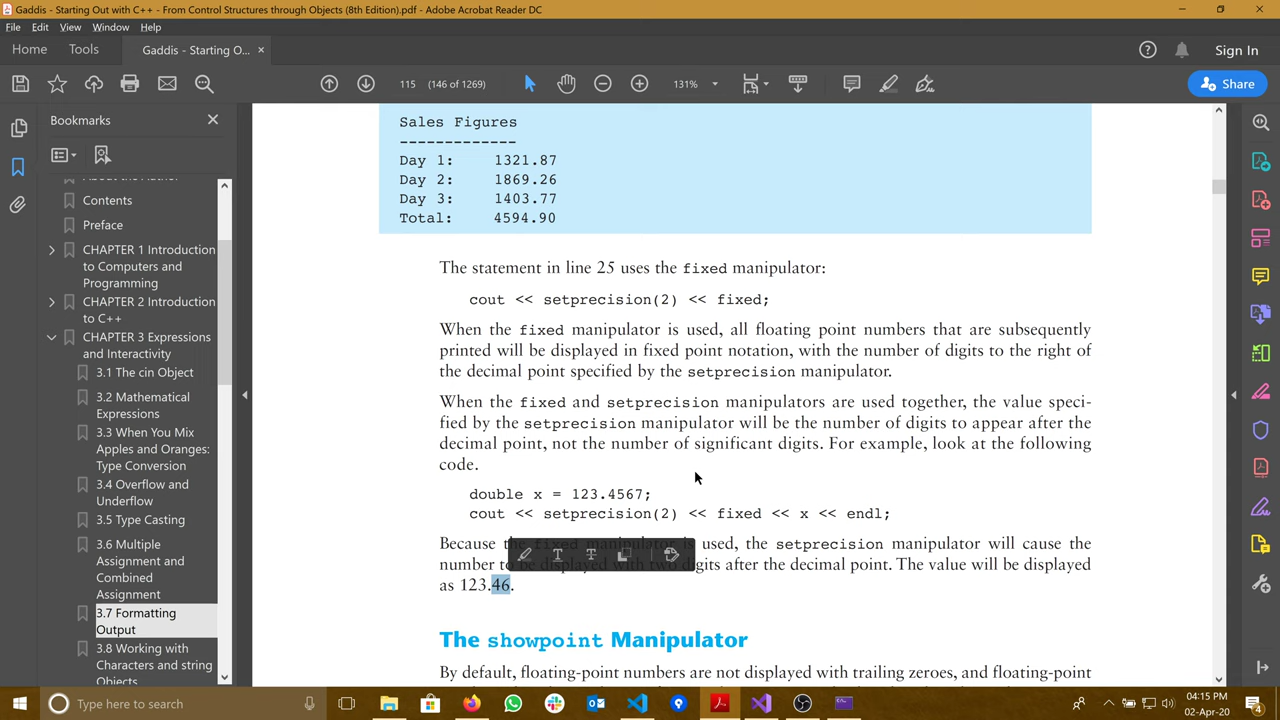 Gaddis - Starting Out with C++ - From Control Structures through Objects (8th Edition).pdf - Adobe Acrobat Reader DC
File Edit View Window Help
Home Tools Gaddis - Starting O... × Sign In
115 (146 of 1269) 131% Share
Bookmarks
Contents
Preface
CHAPTER 1 Introduction
to Computers and
Programming
CHAPTER 2 Introduction
to C++
CHAPTER 3 Expressions
and Interactivity
3.1 The cin Object
3.2 Mathematical
Expressions
3.3 When You Mix
Apples and Oranges:
Type Conversion
3.4 Overflow and
Underflow
3.5 Type Casting
3.6 Multiple
Assignment and
Combined
Assignment
3.7 Formatting
Output
3.8 Working with
Characters and string
Objects
Sales Figures
-------------
Day 1: 1321.87
Day 2: 1869.26
Day 3: 1403.77
Total: 4594.90
The statement in line 25 uses the fixed manipulator:
cout << setprecision(2) << fixed;
When the fixed manipulator is used, all floating point numbers that are subsequently
printed will be displayed in fixed point notation, with the number of digits to the right of
the decimal point specified by the setprecision manipulator.
When the fixed and setprecision manipulators are used together, the value speci-
fied by the setprecision manipulator will be the number of digits to appear after the
decimal point, not the number of significant digits. For example, look at the following
code.
double x = 123.4567;
cout << setprecision(2) << fixed << x << endl;
Because the fixed manipulator is used, the setprecision manipulator will cause the
number to be displayed with two digits after the decimal point. The value will be displayed
as 123.46.
The showpoint Manipulator
By default, floating-point numbers are not displayed with trailing zeroes, and floating-point
Type here to search
04:15 PM
02-Apr-20
4